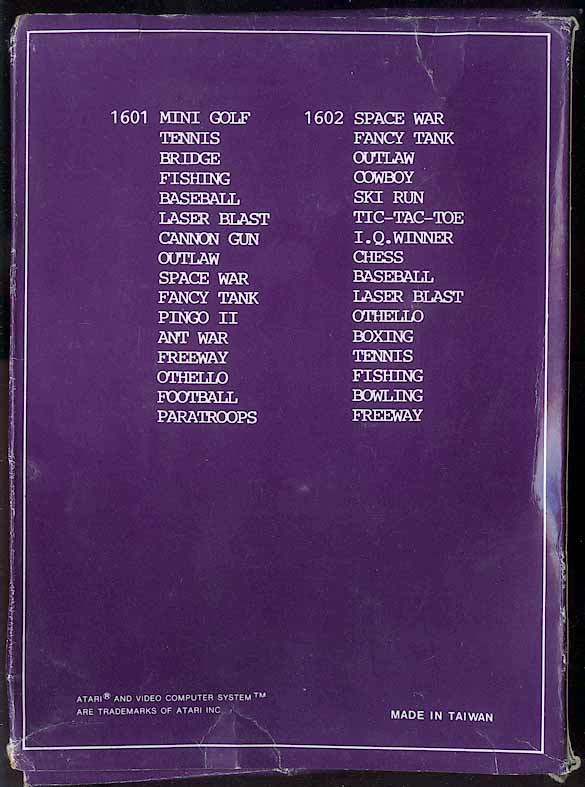 1601 MINI GOLF
TENNIS
BRIDGE
FISHING
BASEBALL
LASER BLAST
CANNON GUN
OUTLAW
SPACE WAR
FANCY TANK
PINGO II
ANT WAR
FREEWAY
OTHELLO
FOOTBALL
PARATROOPS
1602 SPACE WAR
FANCY TANK
OUTLAW
COWBOY
SKI RUN
TIC-TAC-TOE
I.Q.WINNER
CHESS
BASEBALL
LASER BLAST
OTHELLO
BOXING
TENNIS
FISHING
BOWLING
FREEWAY
ATARI® AND VIDEO COMPUTER SYSTEM™
ARE TRADEMARKS OF ATARI INC.
MADE IN TAIWAN